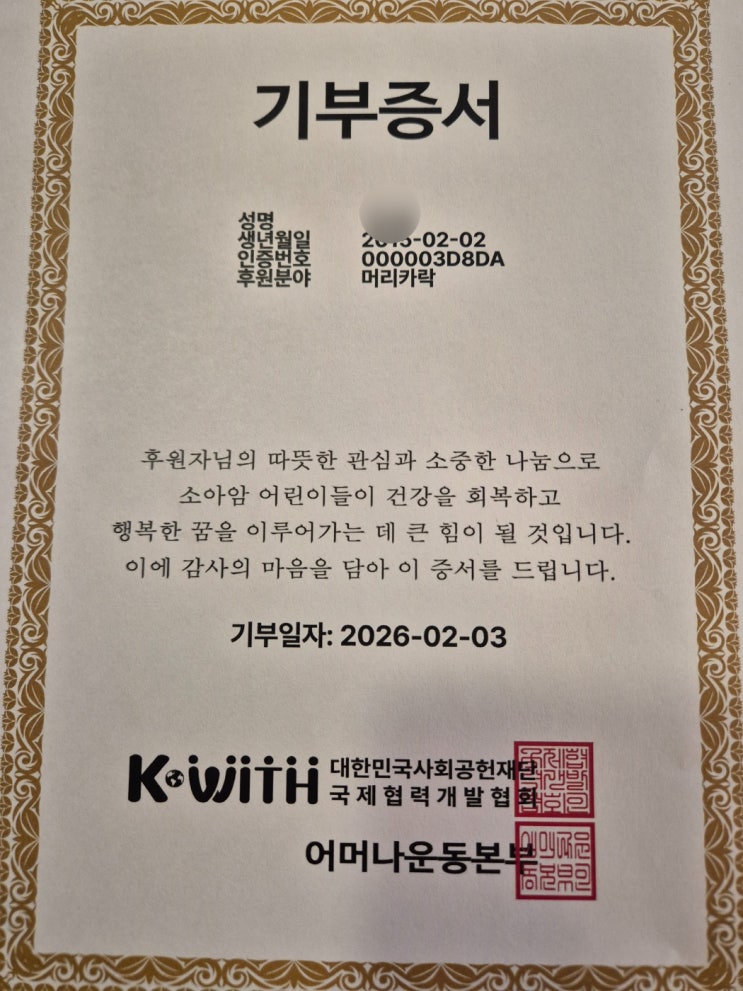 기부증서
성명
생년월일 2015-02-02
인증번호 000003D8DA
후원분야 머리카락
후원자님의 따뜻한 관심과 소중한 나눔으로
소아암 어린이들이 건강을 회복하고
행복한 꿈을 이루어가는 데 큰 힘이 될 것입니다.
이에 감사의 마음을 담아 이 증서를 드립니다.
기부일자: 2026-02-03
K·WITH 대한민국사회공헌재단
국제협력개발협회
어머나운동본부